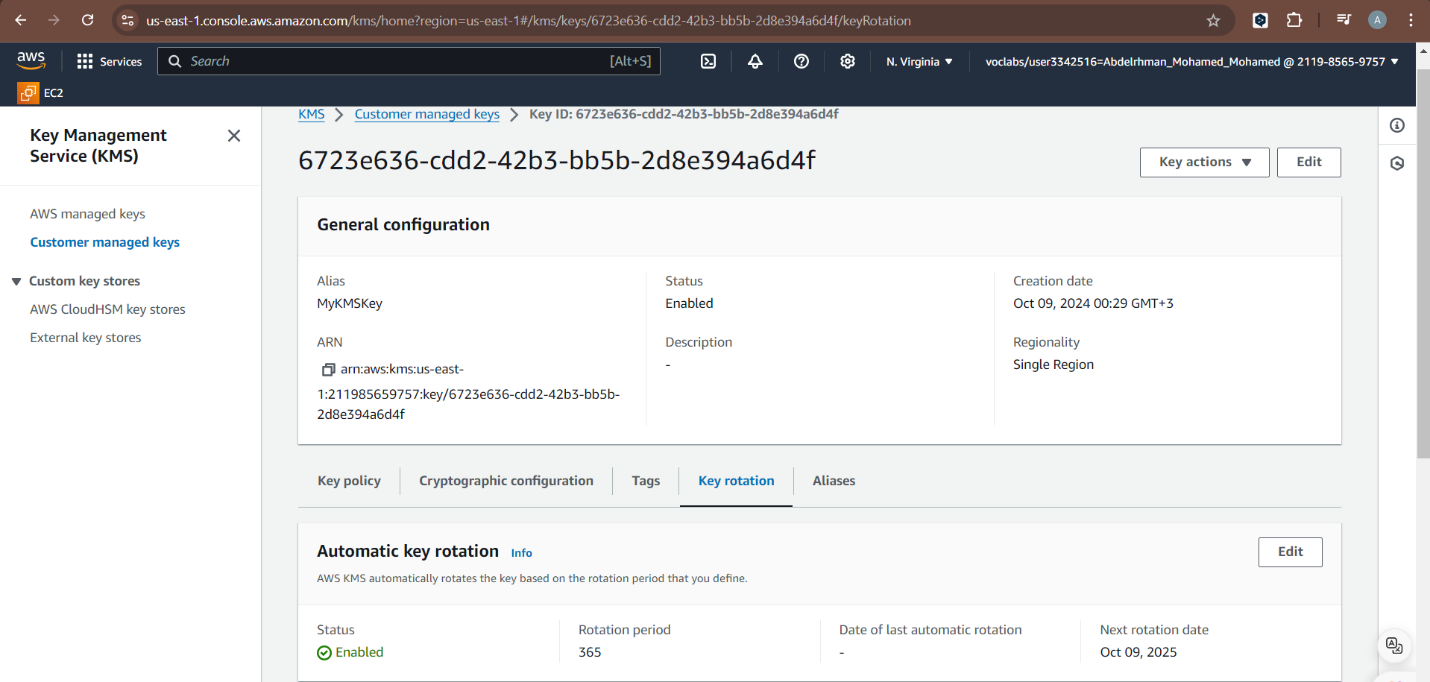 us-east-1.console.aws.amazon.com/kms/home?region=us-east-1#/kms/keys/6723e636-cdd2-42b3-bb5b-2d8e394a6d4f/keyRotation
A
aws
Services
Search
[Alt+S]
N. Virginia
voclabs/user3342516=Abdelrhman_Mohamed_Mohamed @ 2119-8565-9757
EC2
Key Management
Service (KMS)
AWS managed keys
Customer managed keys
Custom key stores
AWS CloudHSM key stores
External key stores
KMS
Customer managed keys
Key ID: 6723e636-cdd2-42b3-bb5b-2d8e394a6d4f
6723e636-cdd2-42b3-bb5b-2d8e394a6d4f
Key actions
Edit
General configuration
Alias
MyKMSKey
Status
Enabled
Creation date
Oct 09, 2024 00:29 GMT+3
ARN
arn:aws:kms:us-east-
1:211985659757:key/6723e636-cdd2-42b3-bb5b-
2d8e394a6d4f
Description
-
Regionality
Single Region
Key policy
Cryptographic configuration
Tags
Key rotation
Aliases
Automatic key rotation
Info
Edit
AWS KMS automatically rotates the key based on the rotation period that you define.
Status
Enabled
Rotation period
365
Date of last automatic rotation
-
Next rotation date
Oct 09, 2025